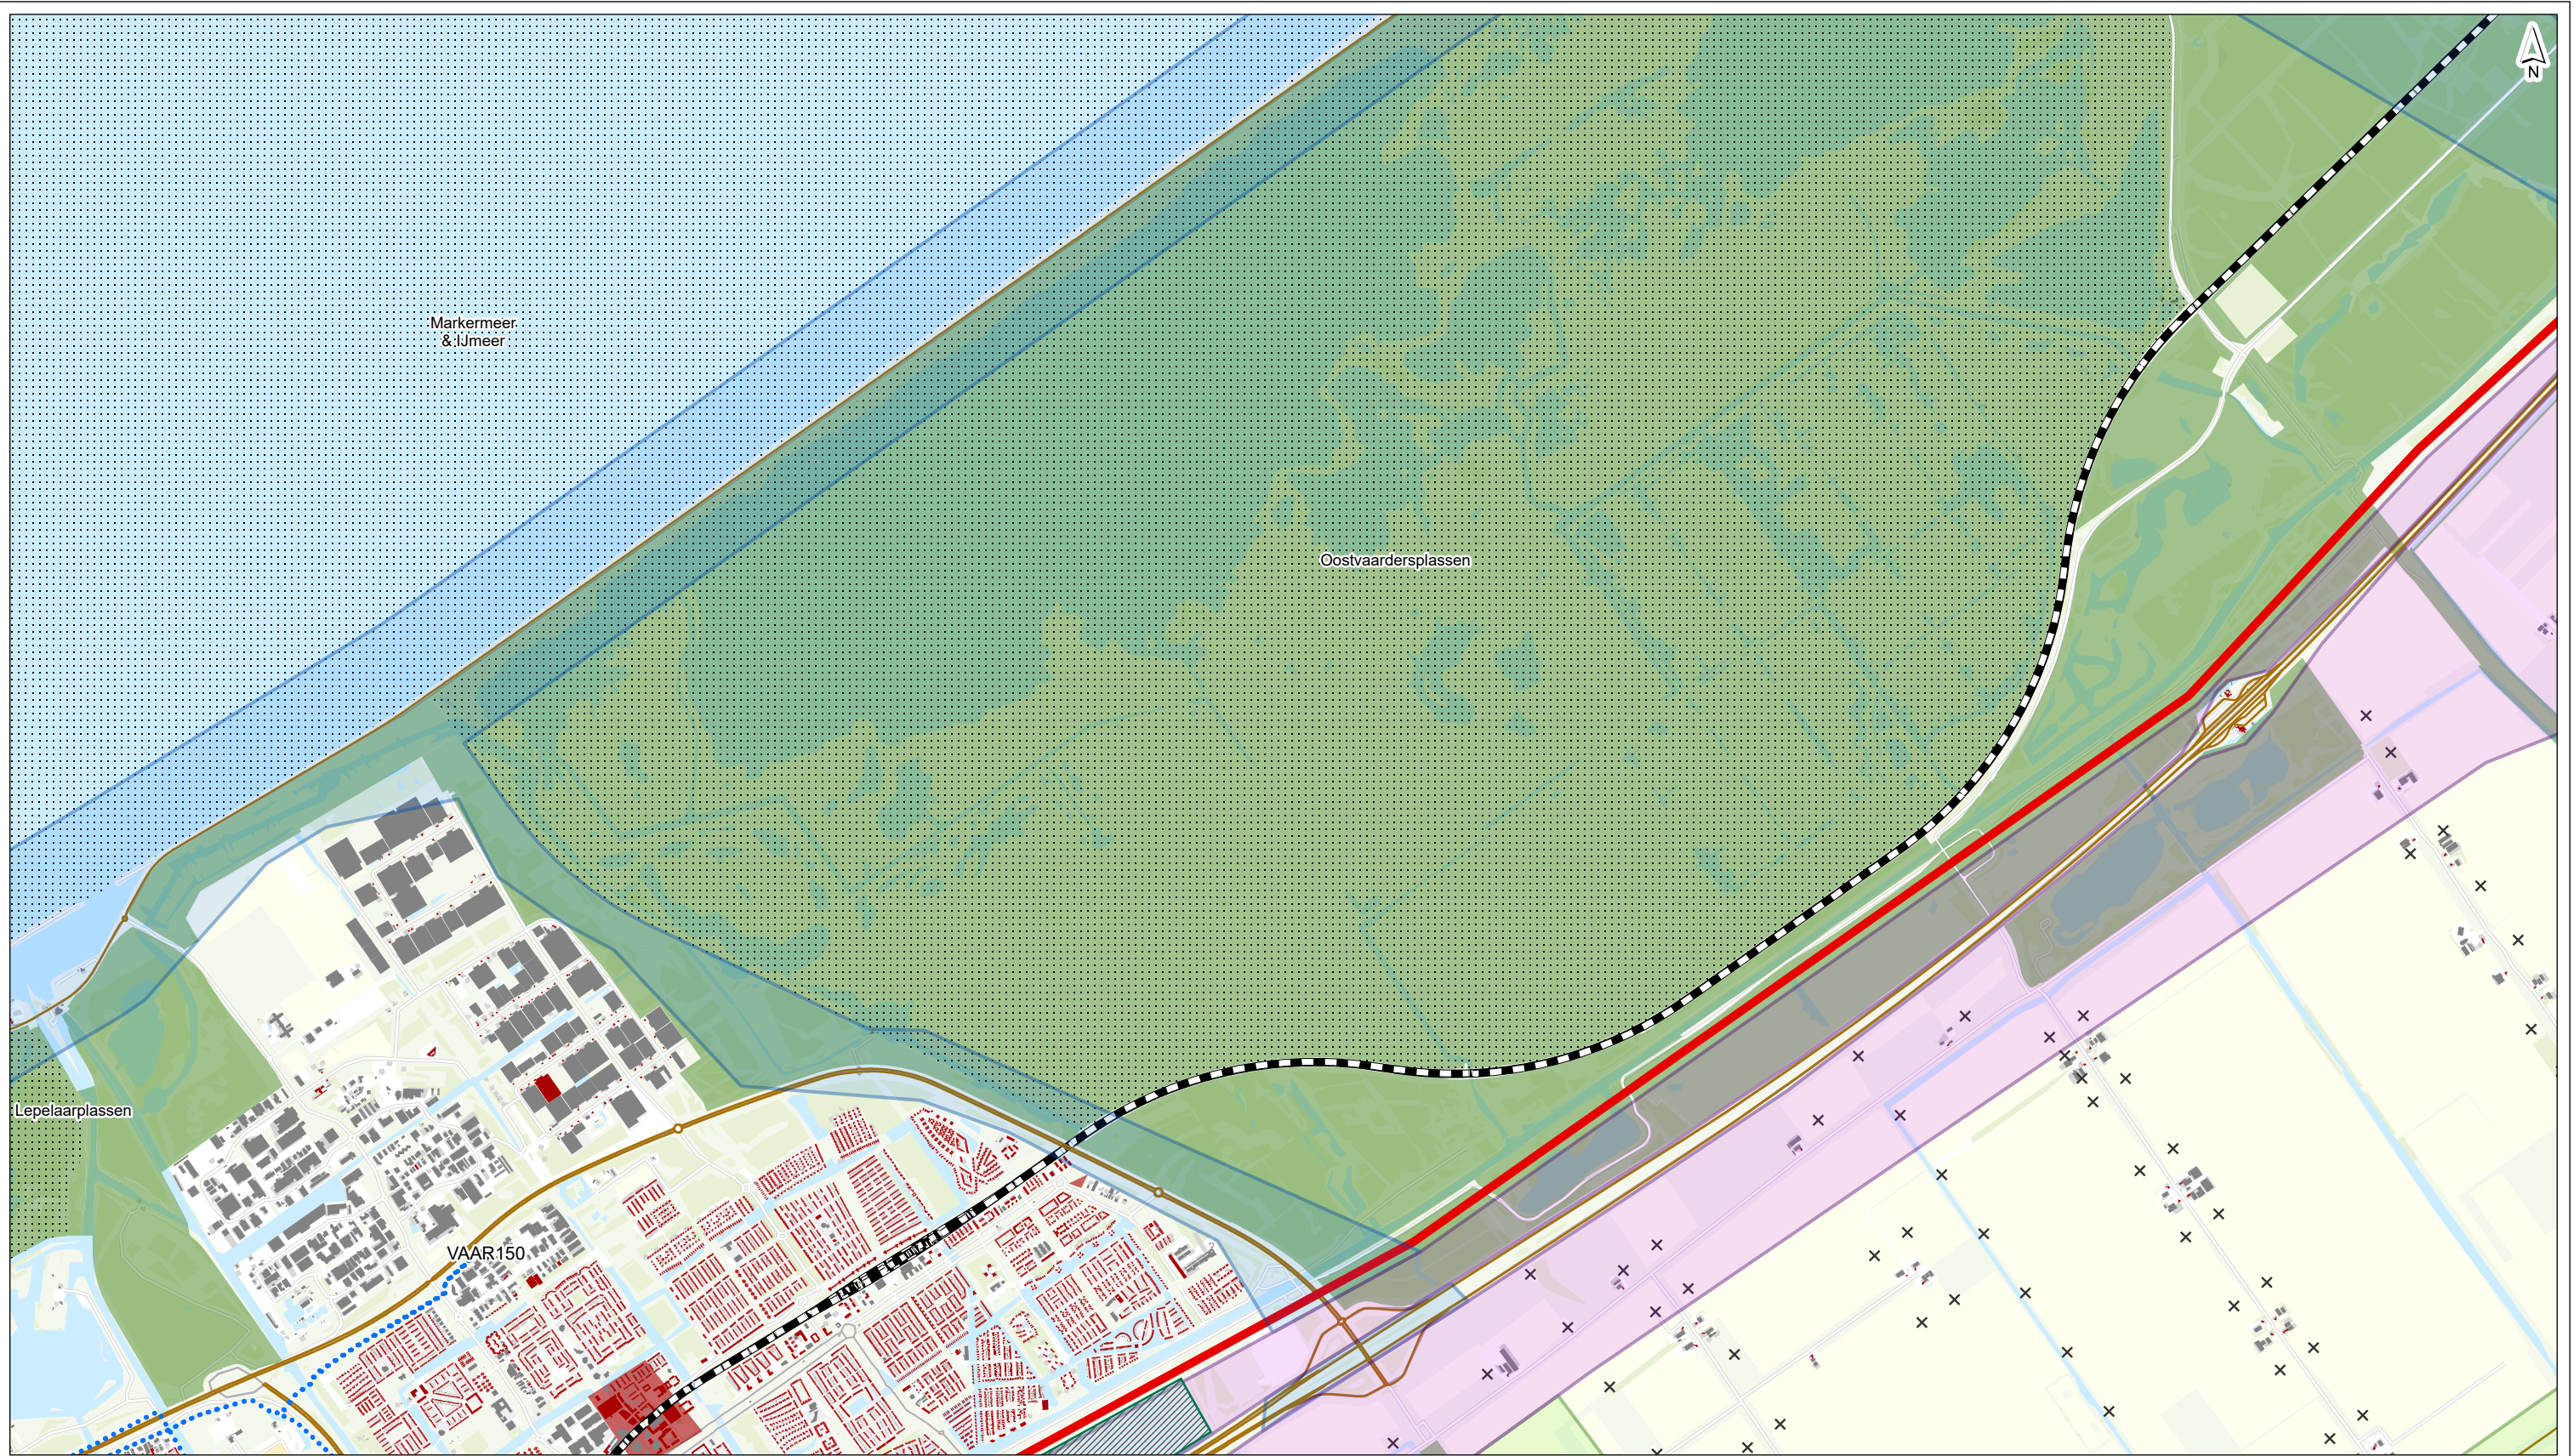 N
Markermeer
& IJmeer
Oostvaardersplassen
Lepelaarplassen
VAAR150